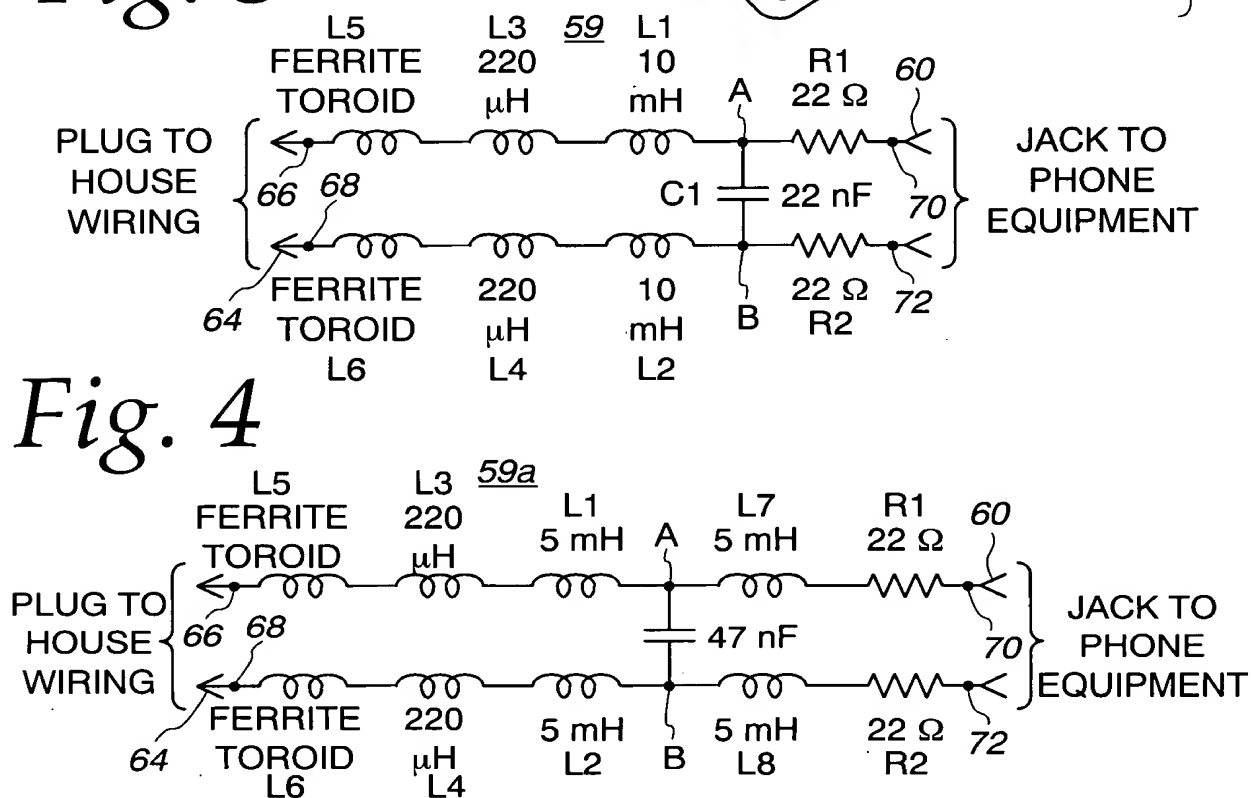 Fig.
L5 L3 59 L1
FERRITE 220 10 R1 60
TOROID μH mH A 22 Ω
PLUG TO
HOUSE
WIRING
JACK TO
PHONE
EQUIPMENT
66 68 C1 22 nF 70
64 FERRITE 220 10 B 22 Ω 72
TOROID μH mH R2
L6 L4 L2
Fig. 4
L5 L3 59a
FERRITE 220 L1 L7 R1 60
TOROID μH 5 mH A 5 mH 22 Ω
PLUG TO
HOUSE
WIRING
JACK TO
PHONE
EQUIPMENT
66 68 47 nF 70
64 FERRITE 220 5 mH 5 mH 22 Ω 72
TOROID μH L2 B L8 R2
L6 L4